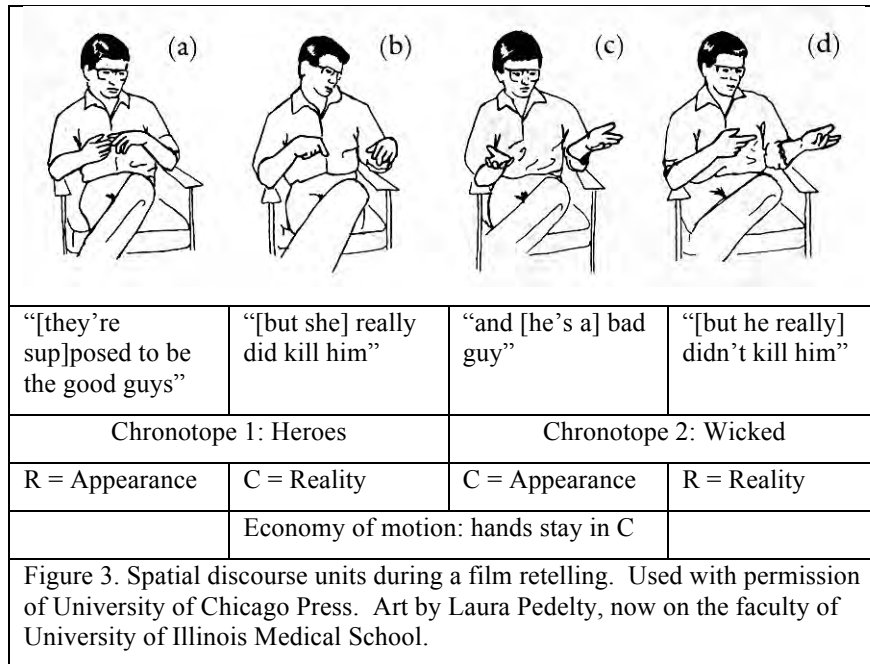 (a)
(b)
(c)
(d)
“[they’re
sup]posed to be
the good guys”
“[but she] really
did kill him”
“and [he’s a] bad
guy”
“[but he really]
didn’t kill him”
Chronotope 1: Heroes
Chronotope 2: Wicked
R = Appearance
C = Reality
C = Appearance
R = Reality
Economy of motion: hands stay in C
Figure 3. Spatial discourse units during a film retelling.  Used with permission
of University of Chicago Press.  Art by Laura Pedelty, now on the faculty of
University of Illinois Medical School.